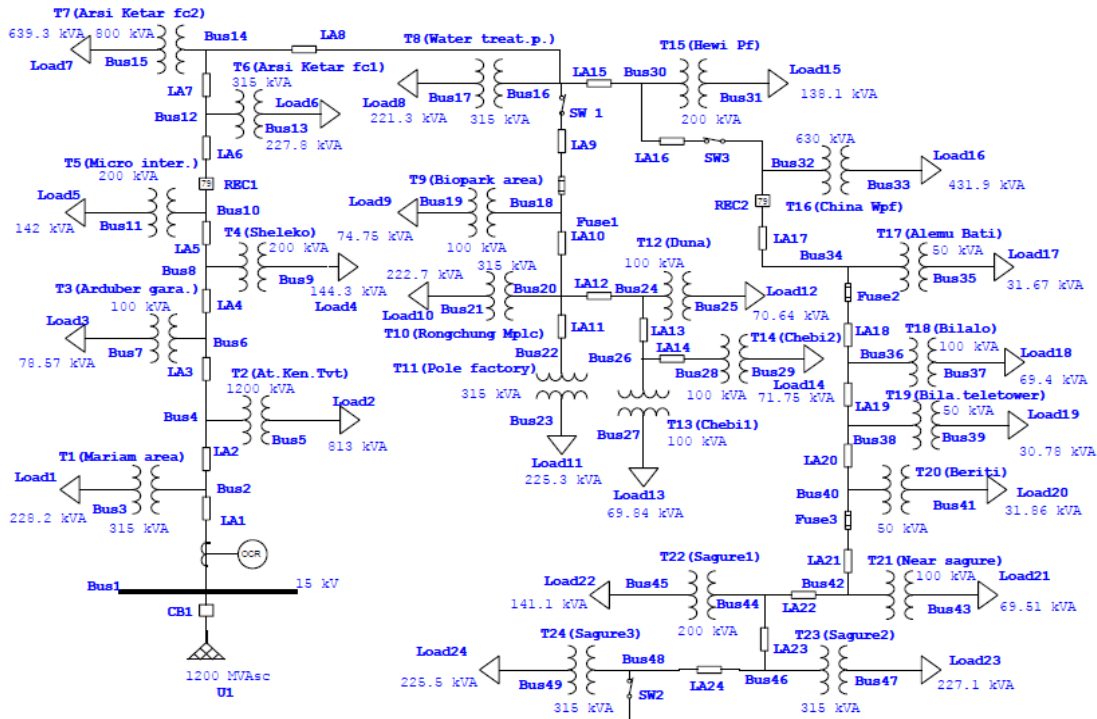 T7(Arsi Ketar fc2)
639.3 kVA
800 kVA
Bus14
LA8
Load7
Bus15
T8(Water treat.p.)
T15(Hewi Pf)
LA7
T6(Arsi Ketar fc1)
315 kVA
Load6
Bus12
Bus13
227.8 kVA
Load8
Bus17
Bus16
221.3 kVA
315 kVA
LA15
Bus30
Load15
Bus31
138.1 kVA
200 kVA
SW 1
LA6
LA9
LA16
SW3
630 kVA
Bus32
Load16
Bus33
431.9 kVA
T5(Micro inter.)
200 kVA
REC1
79
Load5
Bus10
142 kVA
Bus11
T9(Biopark area)
Load9
Bus19
Bus18
74.75 kVA
100 kVA
Fuse1
REC2
79
T16(China Wpf)
LA5
T4(Sheleko)
200 kVA
Bus8
Bus9
144.3 kVA
Load4
LA10
315 kVA
222.7 kVA
LA17
T17(Alemu Bati)
50 kVA
Bus34
Load17
Bus35
31.67 kVA
T12(Duna)
100 kVA
T3(Arduber gara.)
100 kVA
LA4
Load3
Bus6
Bus7
78.57 kVA
Load10
Bus21
Bus20
LA12
Bus24
Load12
Bus25
70.64 kVA
Fuse2
T10(Rongchung Mplc)
LA11
LA13
LA18
T18(Bilalo)
100 kVA
Bus22
Bus26
LA14
T14(Chebi2)
Bus36
Load18
Bus37
69.4 kVA
LA3
T2(At.Ken.Tvt)
1200 kVA
T11(Pole factory)
315 kVA
Bus28
Bus29
Load14
100 kVA
71.75 kVA
LA19
T19(Bila.teletower)
50 kVA
Load2
Bus4
Bus5
813 kVA
Bus23
Bus27
T13(Chebi1)
100 kVA
Bus38
Load19
Bus39
30.78 kVA
T1(Mariam area)
LA2
LA20
Load1
Bus2
Bus3
228.2 kVA
315 kVA
Load11
225.3 kVA
Load13
69.84 kVA
T20(Beriti)
Bus40
Bus41
Load20
31.86 kVA
LA1
Fuse3
50 kVA
OCR
LA21
T22(Sagure1)
T21(Near sagure)
100 kVA
Bus1
15 kV
Load22
Bus45
Bus44
Bus42
LA22
Load21
Bus43
69.51 kVA
141.1 kVA
200 kVA
CB1
T24(Sagure3)
LA23
T23(Sagure2)
Load24
Bus49
Bus48
LA24
Bus46
Bus47
Load23
225.5 kVA
315 kVA
SW2
315 kVA
227.1 kVA
1200 MVAsc
U1